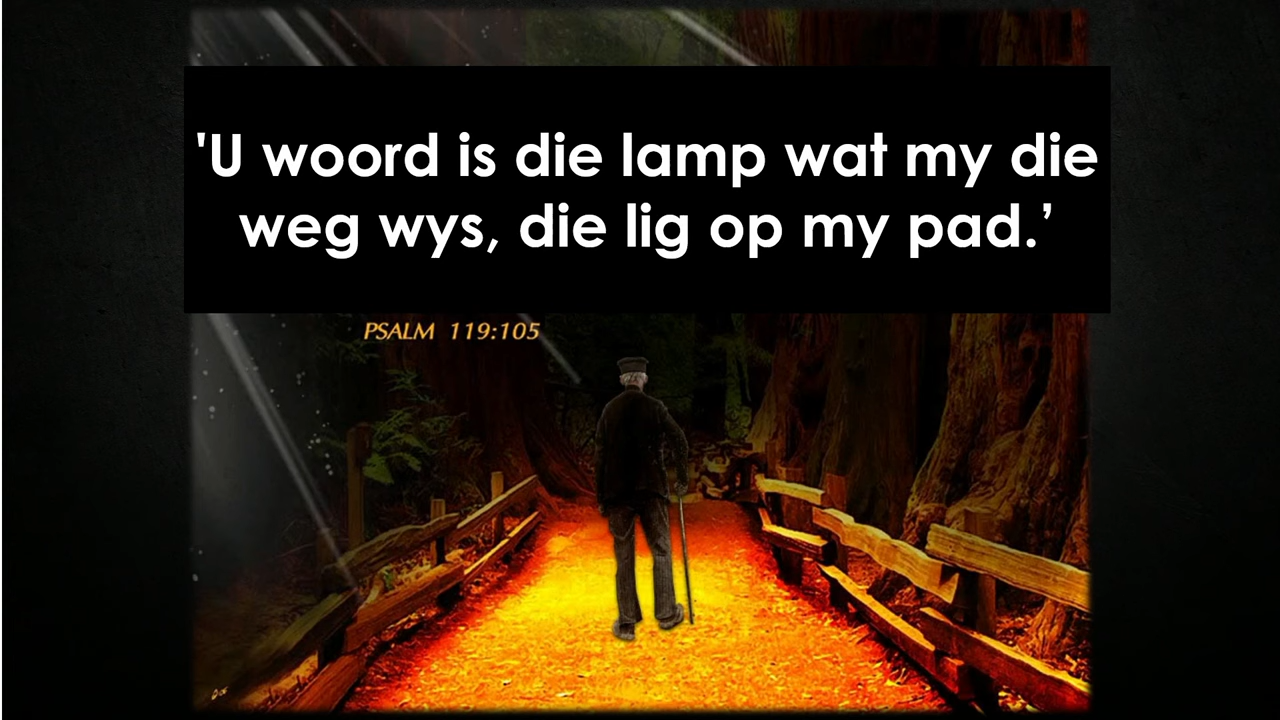 'U woord is die lamp wat my die
weg wys, die lig op my pad.’
PSALM 119:105